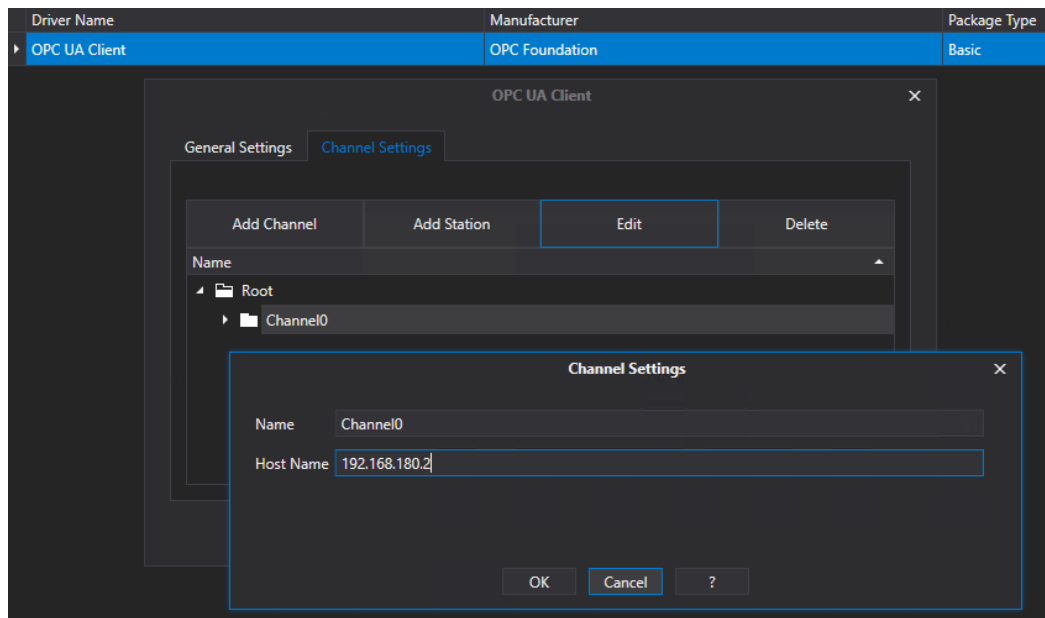 Driver Name Manufacturer Package Type
OPC UA Client OPC Foundation Basic
OPC UA Client
General Settings Channel Settings
Add Channel Add Station Edit Delete
Name
Root
Channel0
Channel Settings
Name Channel0
Host Name 192.168.180.2
OK Cancel ?